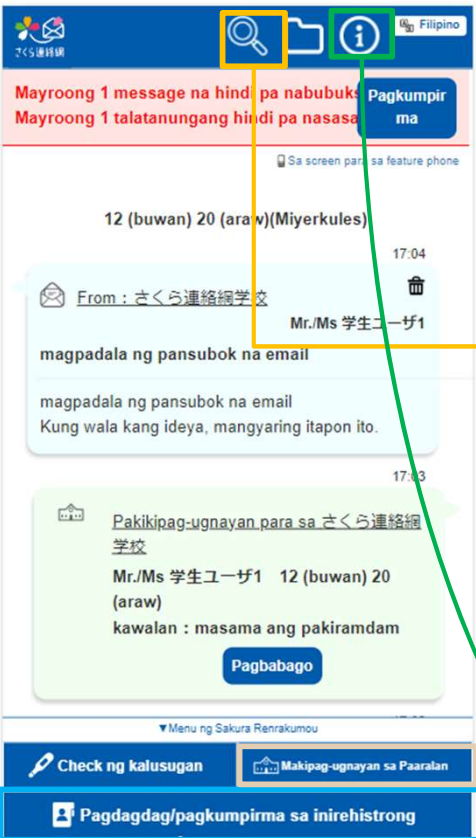 さくら連絡網
Filipino
Mayroong 1 message na hindi pa nabubuks
Mayroong 1 talatanungang hindi pa nasasa
Pagkumpir
ma
Sa screen para sa feature phone
12 (buwan) 20 (araw)(Miyerkules)
17:04
From：さくら連絡網学校
Mr./Ms 学生ユーザ1
magpadala ng pansubok na email
magpadala ng pansubok na email
Kung wala kang ideya, mangyaring itapon ito.
17:03
Pakikipag-ugnayan para sa さくら連絡網
学校
Mr./Ms 学生ユーザ1 12 (buwan) 20
(araw)
kawalan：masama ang pakiramdam
Pagbabago
▼Menu ng Sakura Renrakumou
Check ng kalusugan
Makipag-ugnayan sa Paaralan
Pagdagdag/pagkumpirma sa inirehistrong